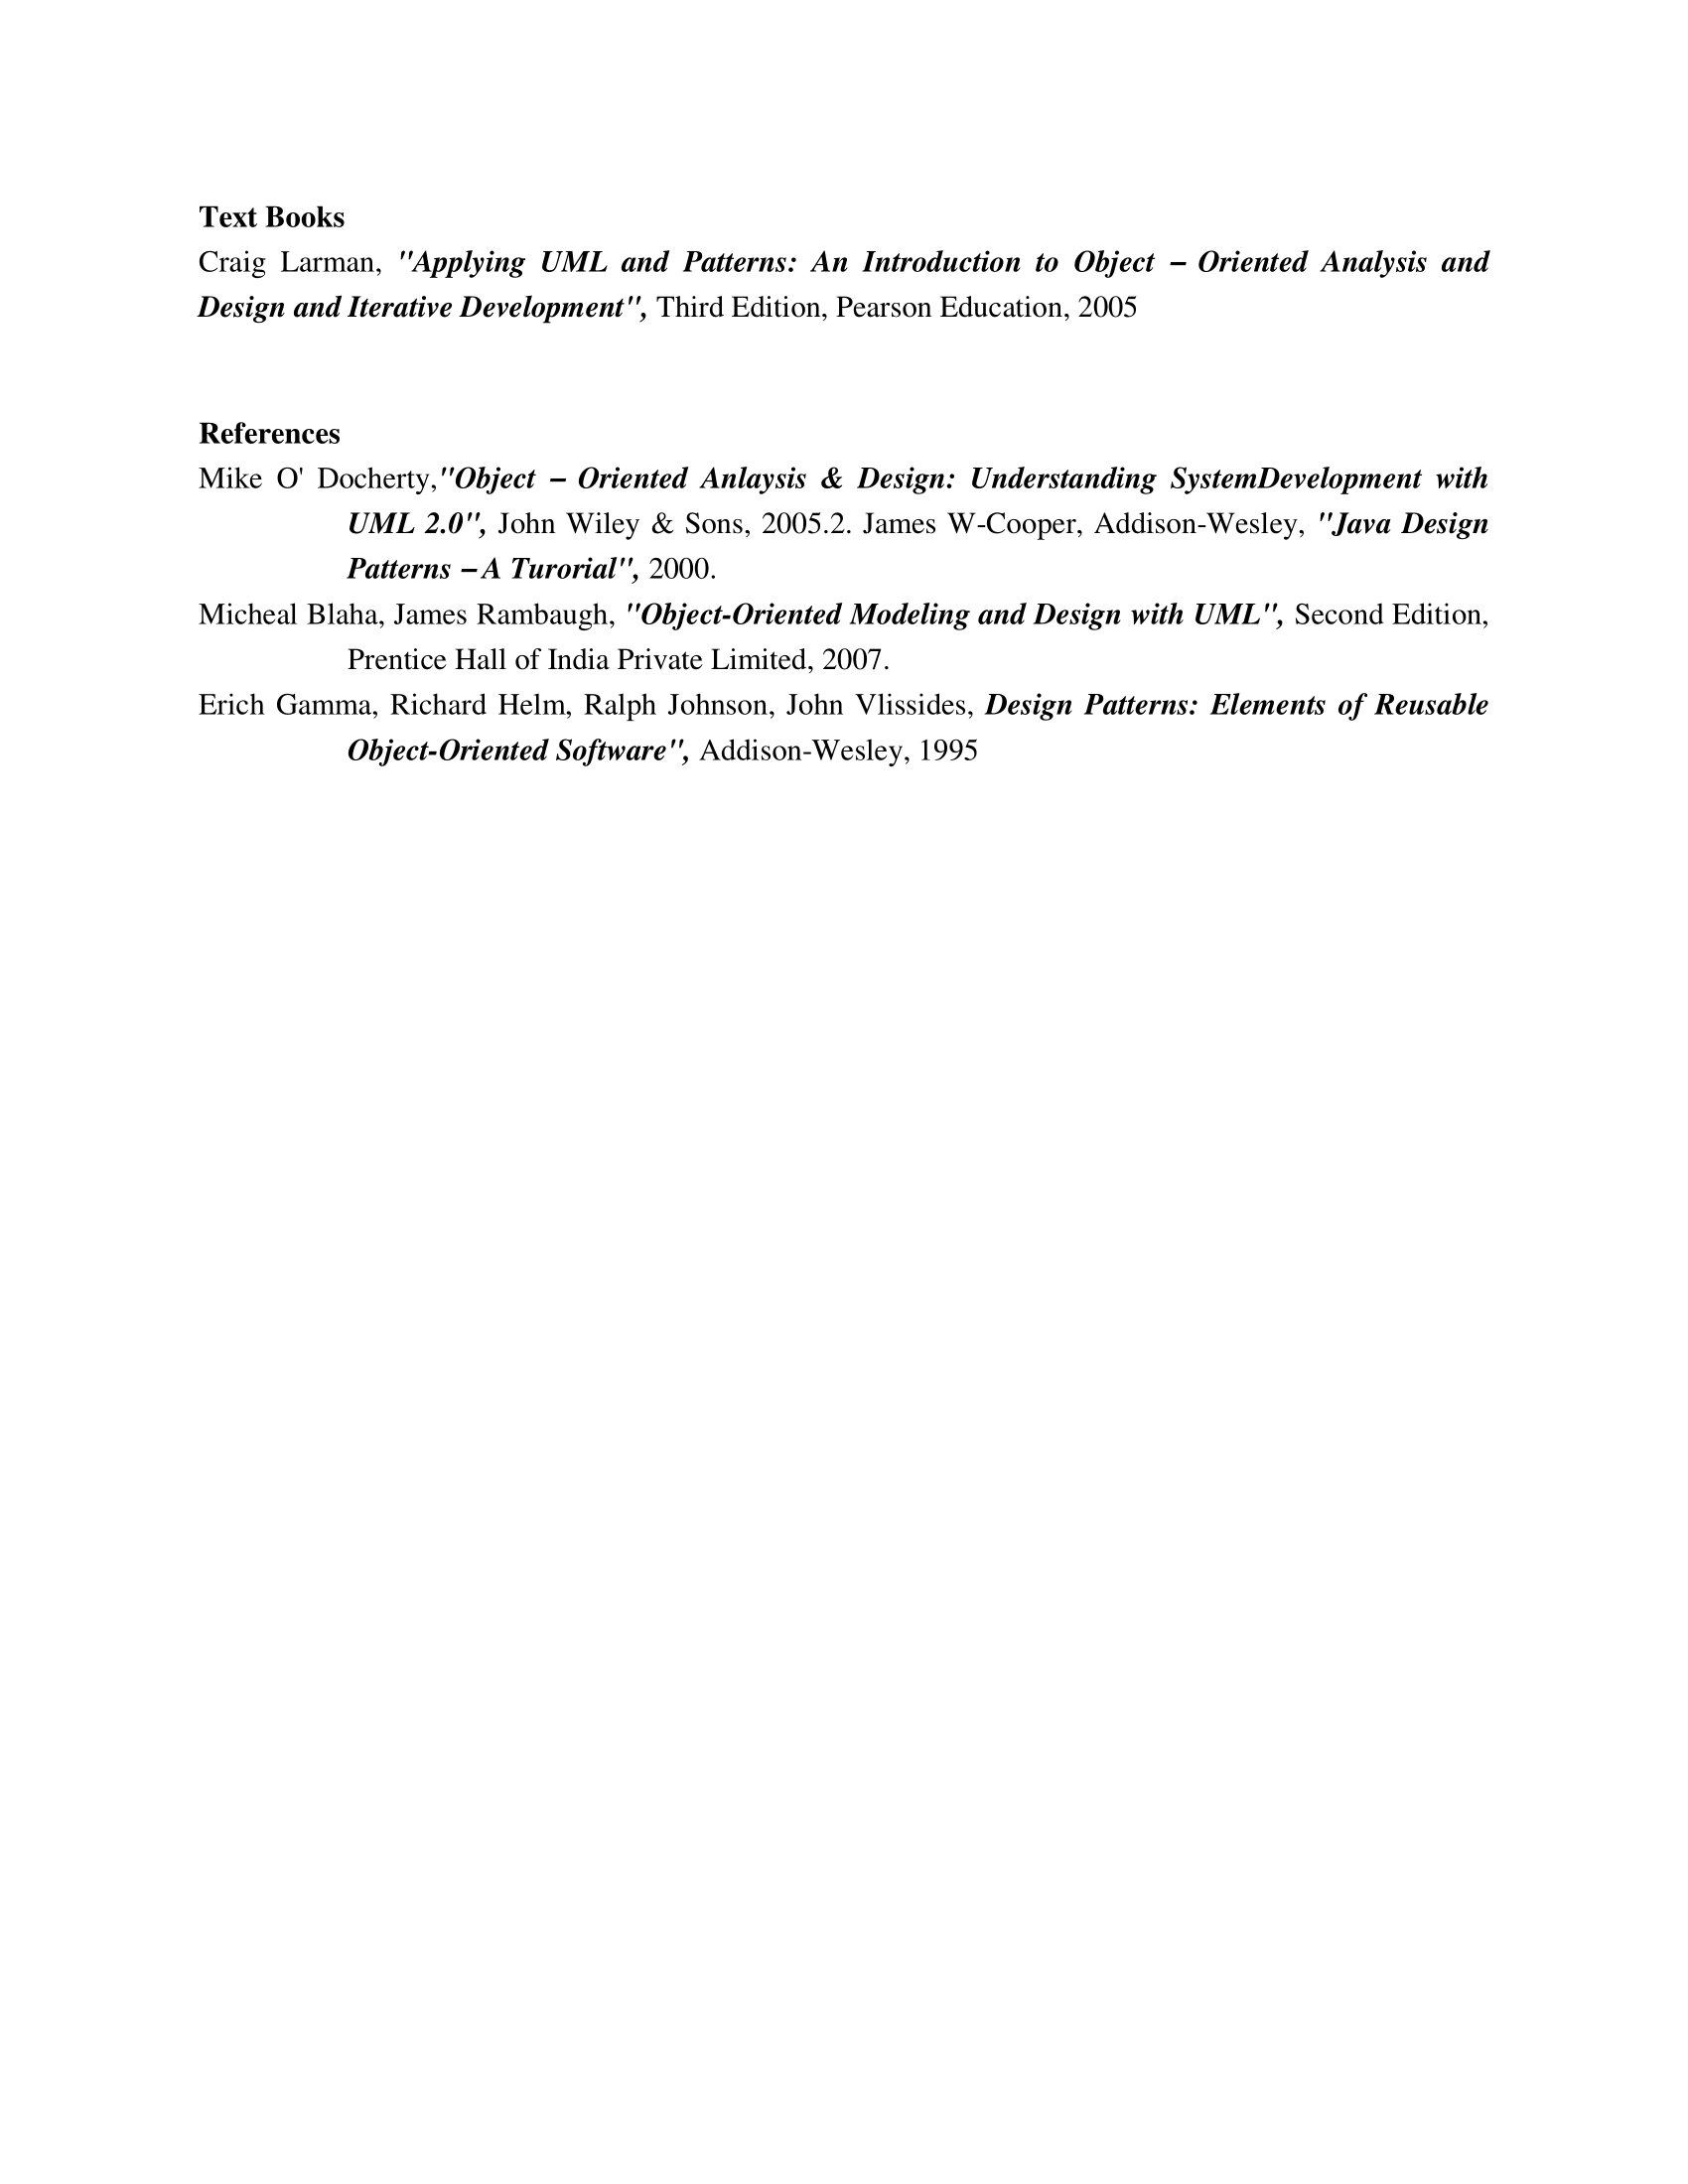 Text Books
Craig Larman, "Applying UML and Patterns: An Introduction to Object – Oriented Analysis and
Design and Iterative Development", Third Edition, Pearson Education, 2005
References
Mike O' Docherty,"Object – Oriented Anlaysis & Design: Understanding SystemDevelopment with
UML 2.0", John Wiley & Sons, 2005.2. James W-Cooper, Addison-Wesley, "Java Design
Patterns – A Turorial", 2000.
Micheal Blaha, James Rambaugh, "Object-Oriented Modeling and Design with UML", Second Edition,
Prentice Hall of India Private Limited, 2007.
Erich Gamma, Richard Helm, Ralph Johnson, John Vlissides, Design Patterns: Elements of Reusable
Object-Oriented Software", Addison-Wesley, 1995